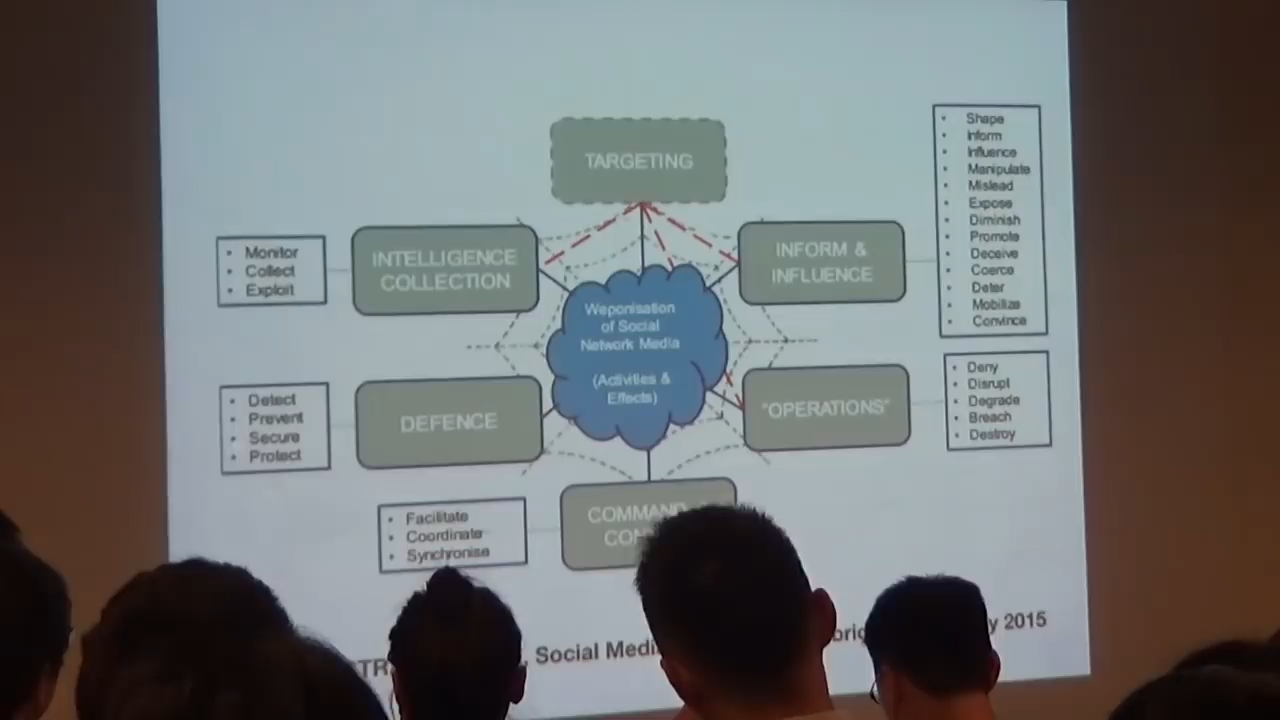 TARGETING
INTELLIGENCE
COLLECTION
• Monitor
• Collect
• Exploit
INFORM &
INFLUENCE
• Shape
• Inform
• Influence
• Manipulate
• Mislead
• Expose
• Diminish
• Promote
• Deceive
• Coerce
• Deter
• Mobilize
• Convince
Weponisation
of Social
Network Media
(Activities &
Effects)
DEFENCE
• Detect
• Prevent
• Secure
• Protect
"OPERATIONS"
• Deny
• Disrupt
• Degrade
• Breach
• Destroy
COMMAND
• Facilitate
• Coordinate
• Synchronise
, Social 2015